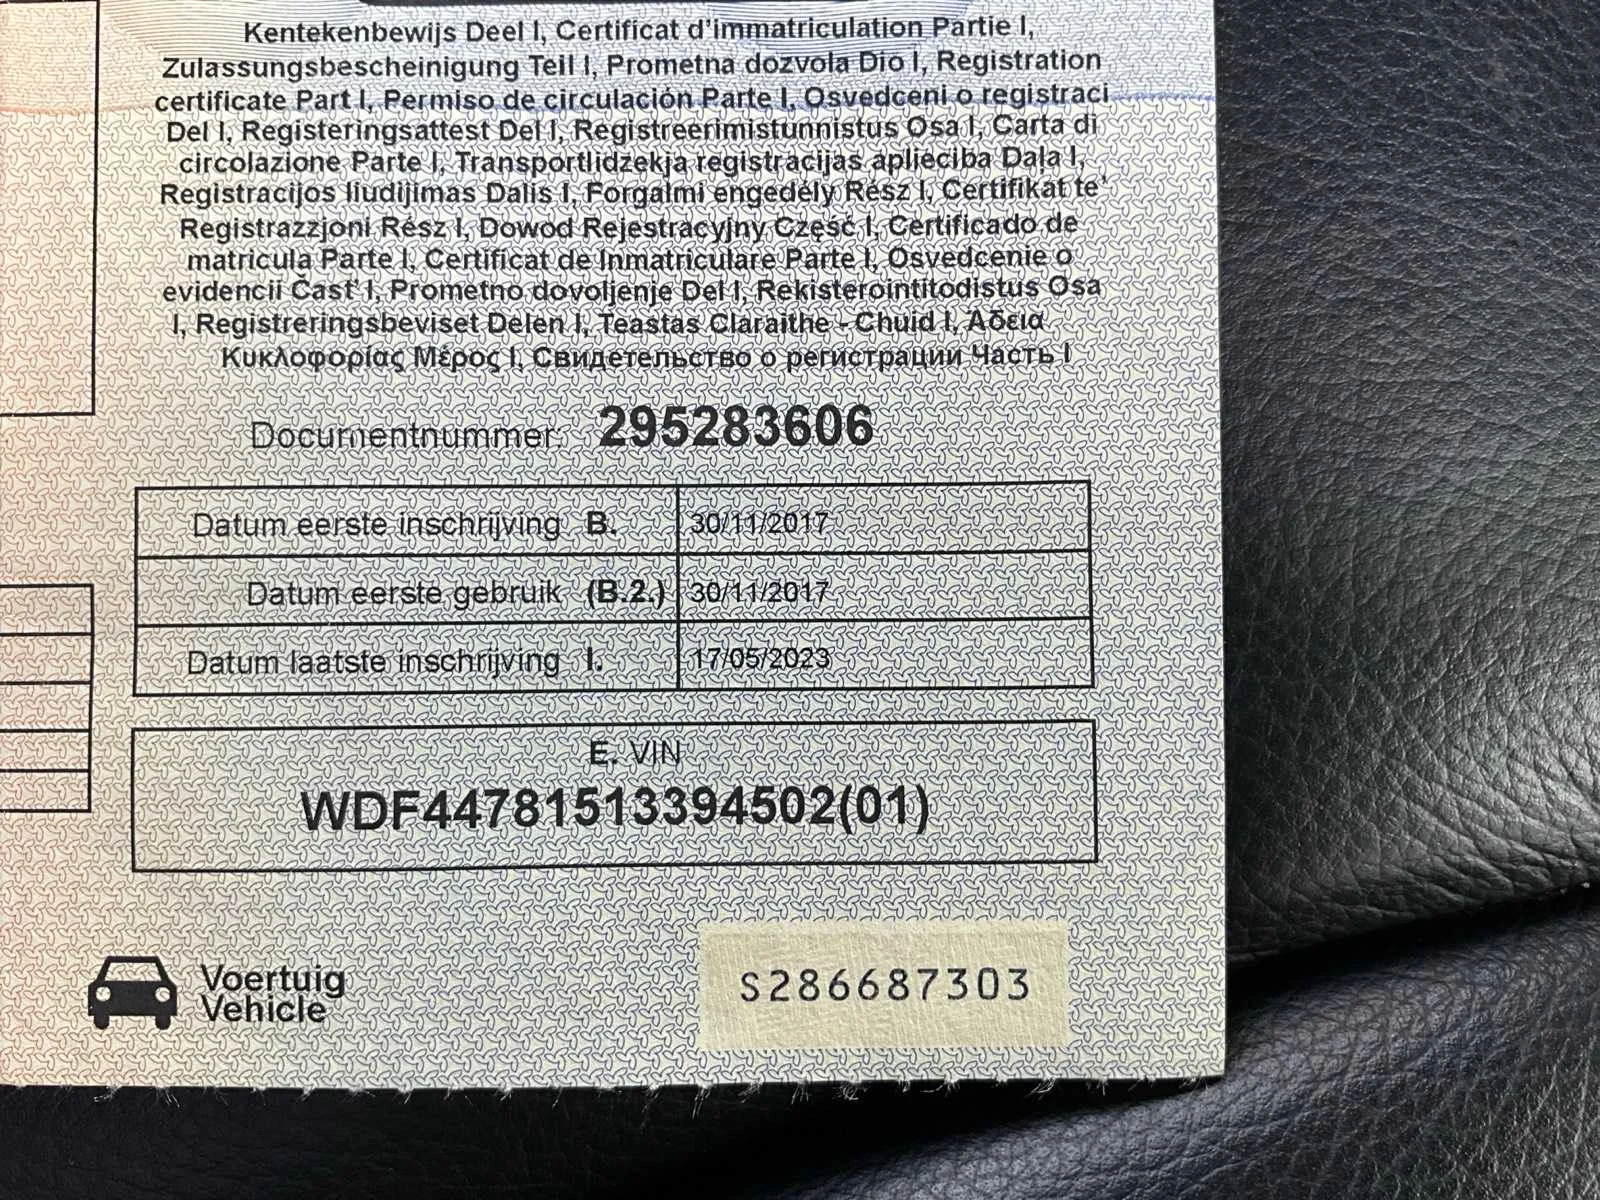 Kentekenbewijs Deel I, Certificat d'immatriculation Partie I,
Zulassungsbescheinigung Teil I, Prometna dozvola Dio I, Registration
certificate Part I, Permiso de circulación Parte I, Osvedceni o registraci
Del I, Registeringsattest Del I, Registreerimistunnistus Osa I, Carta di
circolazione Parte I, Transportlidzekja registracijas aplieciba Daļa I,
Registracijos liudijimas Dalis I, Forgalmi engedély Rész I, Certifikat te'
Registrazzjoni Rész I, Dowod Rejestracyjny Część I, Certificado de
matricula Parte I, Certificat de Inmatriculare Parte I, Osvedcenie o
evidencii Časť I, Prometno dovoljenje Del I, Rekisterointitodistus Osa
I, Registreringsbeviset Delen I, Teastas Claraithe - Chuid I, Άδεια
Κυκλοφορίας Μέρος I, Свидетельство о регистрации Часть I
Documentnummer: 295283606
Datum eerste inschrijving B. 30/11/2017
Datum eerste gebruik (B.2.) 30/11/2017
Datum laatste inschrijving I. 17/05/2023
E. VIN
WDF44781513394502(01)
Voertuig
Vehicle
S286687303